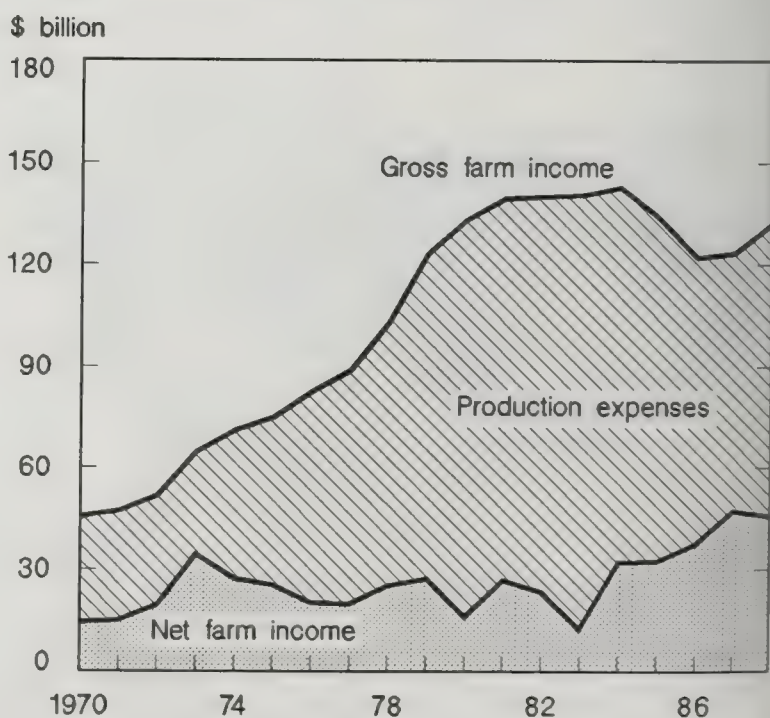 $ billion
180
150
Gross farm income
120
90
Production expenses
60
30
Net farm income
0
1970 74 78 82 86